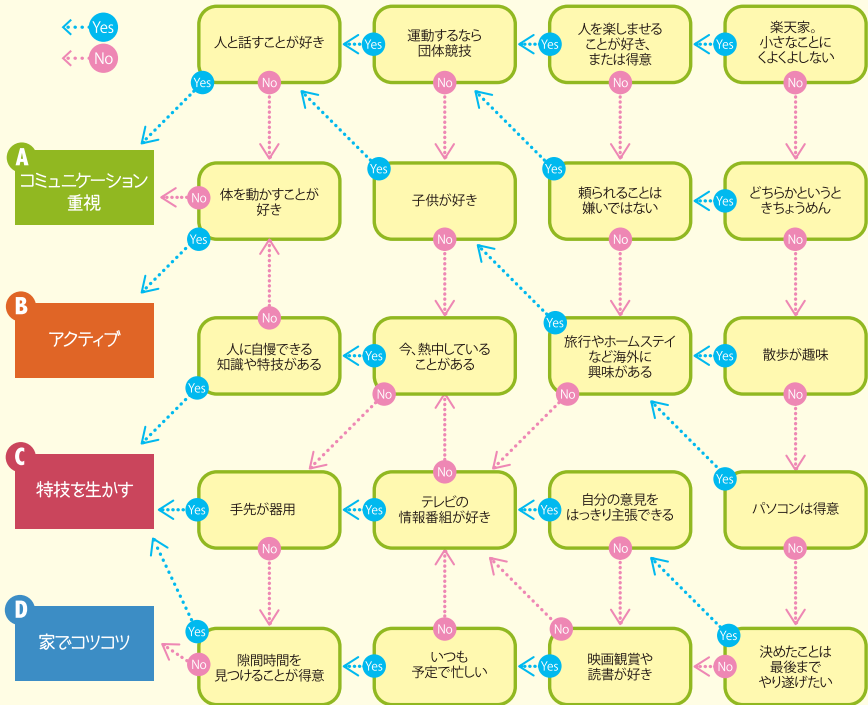 Yes
No
人と話すことが好き
Yes
No
運動するなら
団体競技
Yes
No
人を楽しませる
ことが好き、
または得意
Yes
No
楽天家。
小さなことに
くよくよしない
Yes
No
A
コミュニケーション
重視
体を動かすことが
好き
No
Yes
子供が好き
Yes
No
頼られることは
嫌いではない
Yes
No
どちらかというと
きちょうめん
Yes
No
B
アクティブ
人に自慢できる
知識や特技がある
No
Yes
今、熱中している
ことがある
Yes
No
旅行やホームステイ
など海外に
興味がある
Yes
No
散歩が趣味
Yes
No
C
特技を生かす
手先が器用
Yes
No
テレビの
情報番組が好き
No
Yes
自分の意見を
はっきり主張できる
Yes
No
パソコンは得意
Yes
No
D
家でコツコツ
隙間時間を
見つけることが得意
Yes
No
いつも
予定で忙しい
No
Yes
映画観賞や
読書が好き
No
Yes
決めたことは
最後まで
やり遂げたい
Yes
No